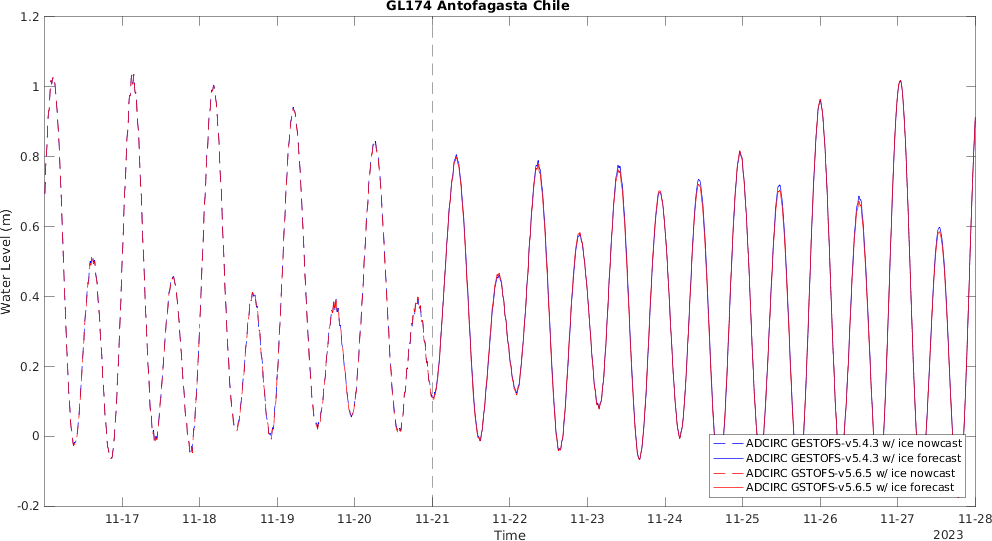 GL174 Antofagasta Chile
1.2
1
0.8
0.6
0.4
0.2
0
-0.2
Water Level (m)
ADCIRC GESTOFS-v5.4.3 w/ ice nowcast
ADCIRC GESTOFS-v5.4.3 w/ ice forecast
ADCIRC GSTOFS-v5.6.5 w/ ice nowcast
ADCIRC GSTOFS-v5.6.5 w/ ice forecast
11-17 11-18 11-19 11-20 11-21 11-22 11-23 11-24 11-25 11-26 11-27 11-28
Time
2023